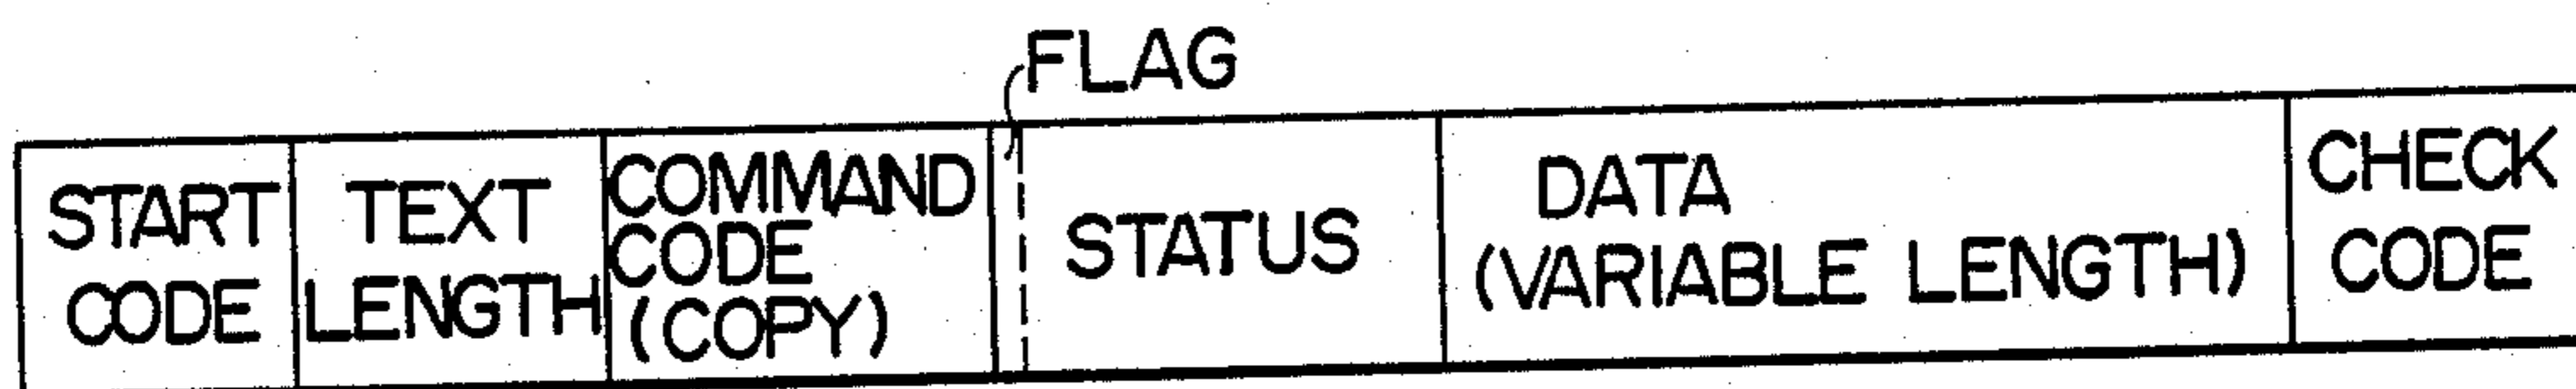 FLAG
START
CODE
TEXT
LENGTH
COMMAND
CODE
(COPY)
STATUS
DATA
(VARIABLE LENGTH)
CHECK
CODE